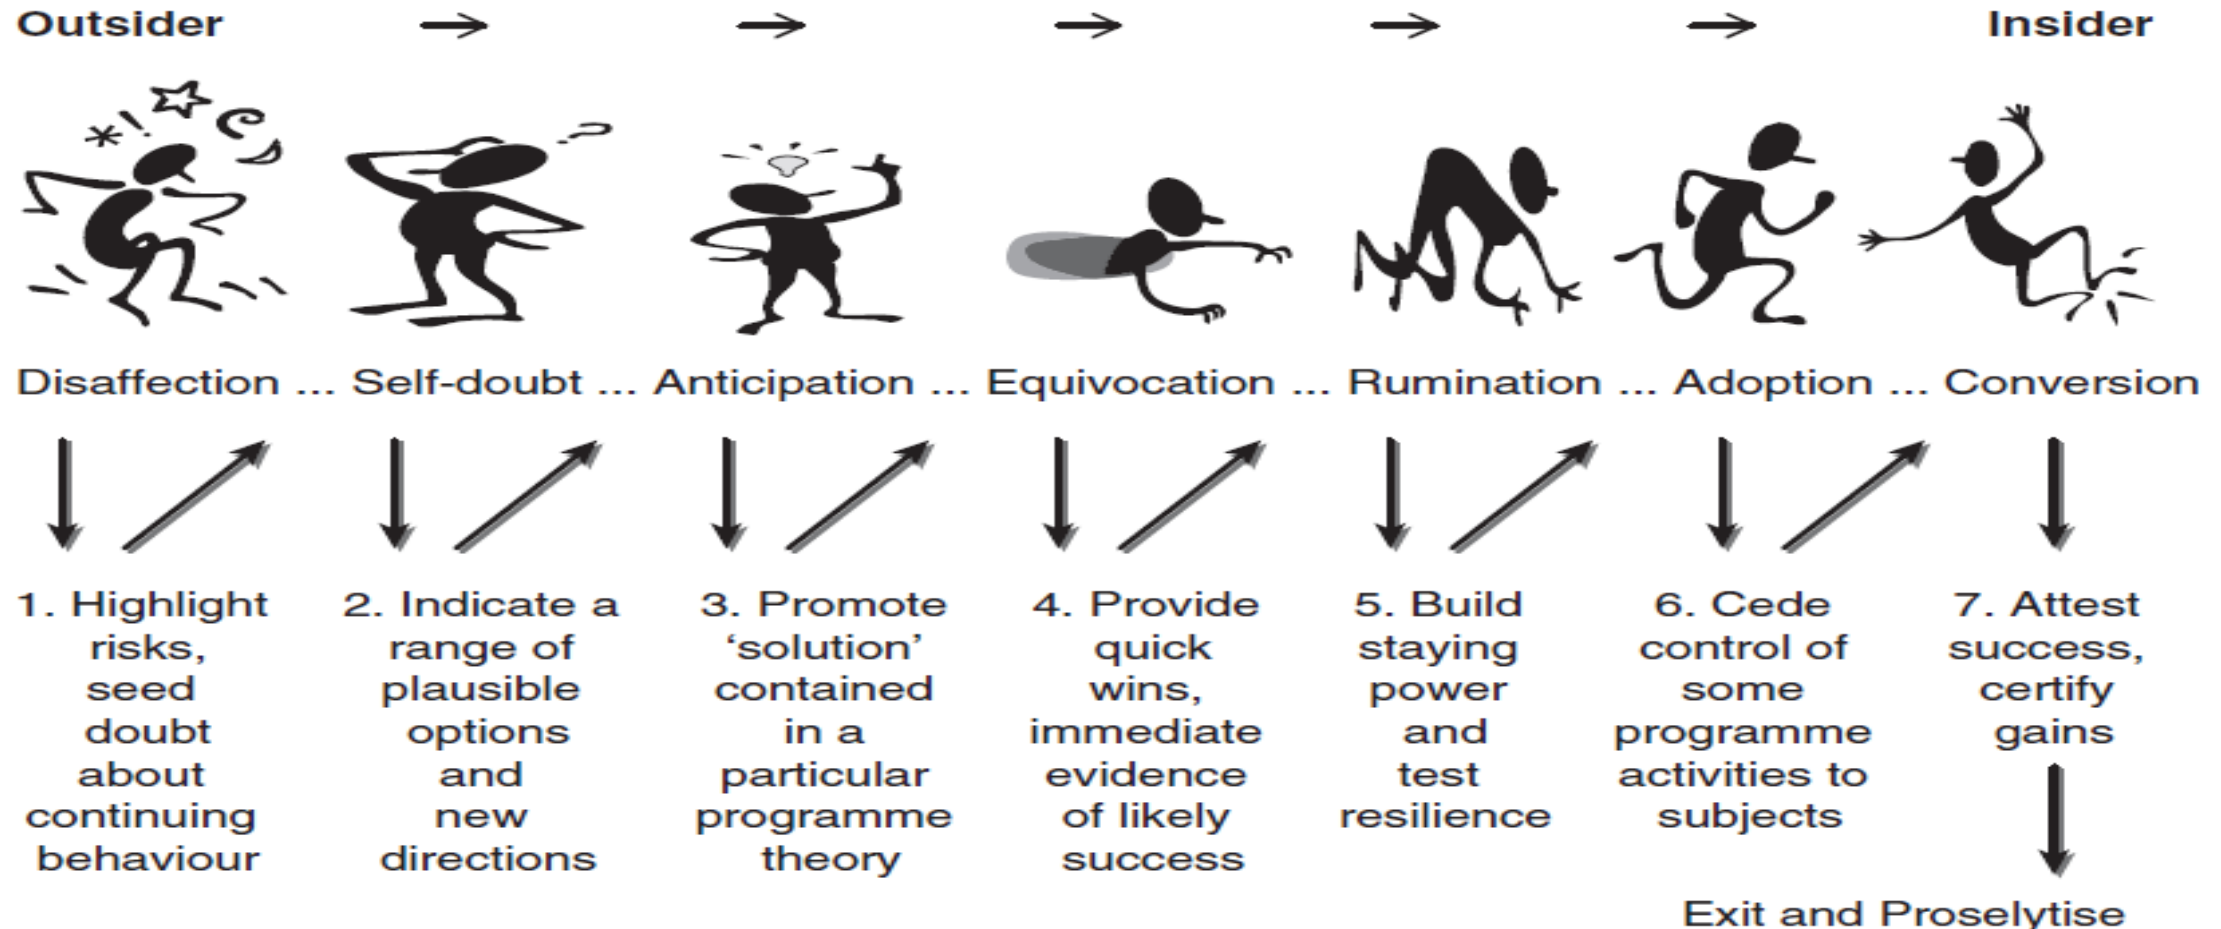 Outsider → → → → → Insider
*! ?
Disaffection ... Self-doubt ... Anticipation ... Equivocation ... Rumination ... Adoption ... Conversion
1. Highlight
risks,
seed
doubt
about
continuing
behaviour
2. Indicate a
range of
plausible
options
and
new
directions
3. Promote
‘solution’
contained
in a
particular
programme
theory
4. Provide
quick
wins,
immediate
evidence
of likely
success
5. Build
staying
power
and
test
resilience
6. Cede
control of
some
programme
activities to
subjects
7. Attest
success,
certify
gains
Exit and Proselytise